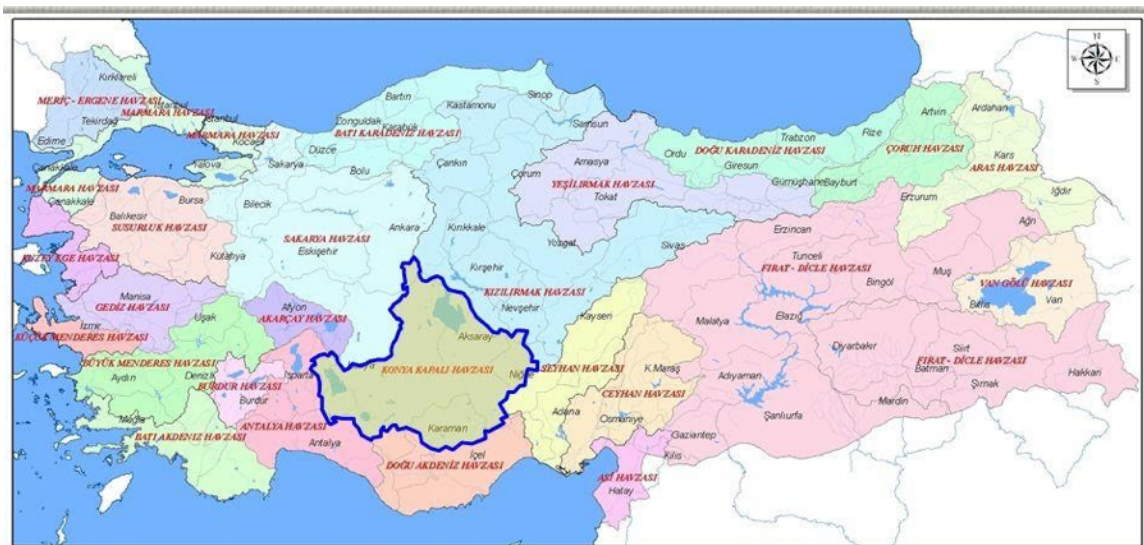 N
W E
S
Kırklareli
MERİÇ - ERGENE HAVZASI
İstanbul
MARMARA HAVZASI
Tekirdağ
Edirne
İstanbul
MARMARA HAVZASI
Kocaeli
Yalova
Sakarya
Düzce
Bolu
Zonguldak
Bartın
Karabük
BATI KARADENİZ HAVZASI
Kastamonu
Sinop
Samsun
Çankırı
Çorum
Amasya
YEŞİLIRMAK HAVZASI
Tokat
Ordu
DOĞU KARADENİZ HAVZASI
Giresun
Trabzon
Rize
Artvin
ÇORUH HAVZASI
Gümüşhane
Bayburt
Ardahan
Kars
ARAS HAVZASI
Iğdır
Erzurum
Ağrı
Çanakkale
MARMARA HAVZASI
Çanakkale
Balıkesir
Bursa
SUSURLUK HAVZASI
Bilecik
Kütahya
SAKARYA HAVZASI
Eskişehir
Ankara
Kırıkkale
Yozgat
Sivas
Kırşehir
KIZILIRMAK HAVZASI
Nevşehir
Kayseri
Erzincan
Tunceli
FIRAT - DİCLE HAVZASI
Bingöl
Muş
Elazığ
Malatya
Bitlis
VAN GÖLÜ HAVZASI
Van
KUZEY EGE HAVZASI
Manisa
GEDİZ HAVZASI
İzmir
KÜÇÜK MENDERES HAVZASI
Uşak
Afyon
AKARÇAY HAVZASI
BÜYÜK MENDERES HAVZASI
Aydın
Denizli
BURDUR HAVZASI
Burdur
Isparta
Muğla
BATI AKDENİZ HAVZASI
ANTALYA HAVZASI
Antalya
Aksaray
KONYA KAPALI HAVZASI
Karaman
Niğde
SEYHAN HAVZASI
Adana
İçel
DOĞU AKDENİZ HAVZASI
K.Maraş
CEYHAN HAVZASI
Osmaniye
Adıyaman
Gaziantep
Kilis
ASİ HAVZASI
Hatay
Şanlıurfa
Diyarbakır
Mardin
Siirt
FIRAT - DİCLE HAVZASI
Batman
Şırnak
Hakkari